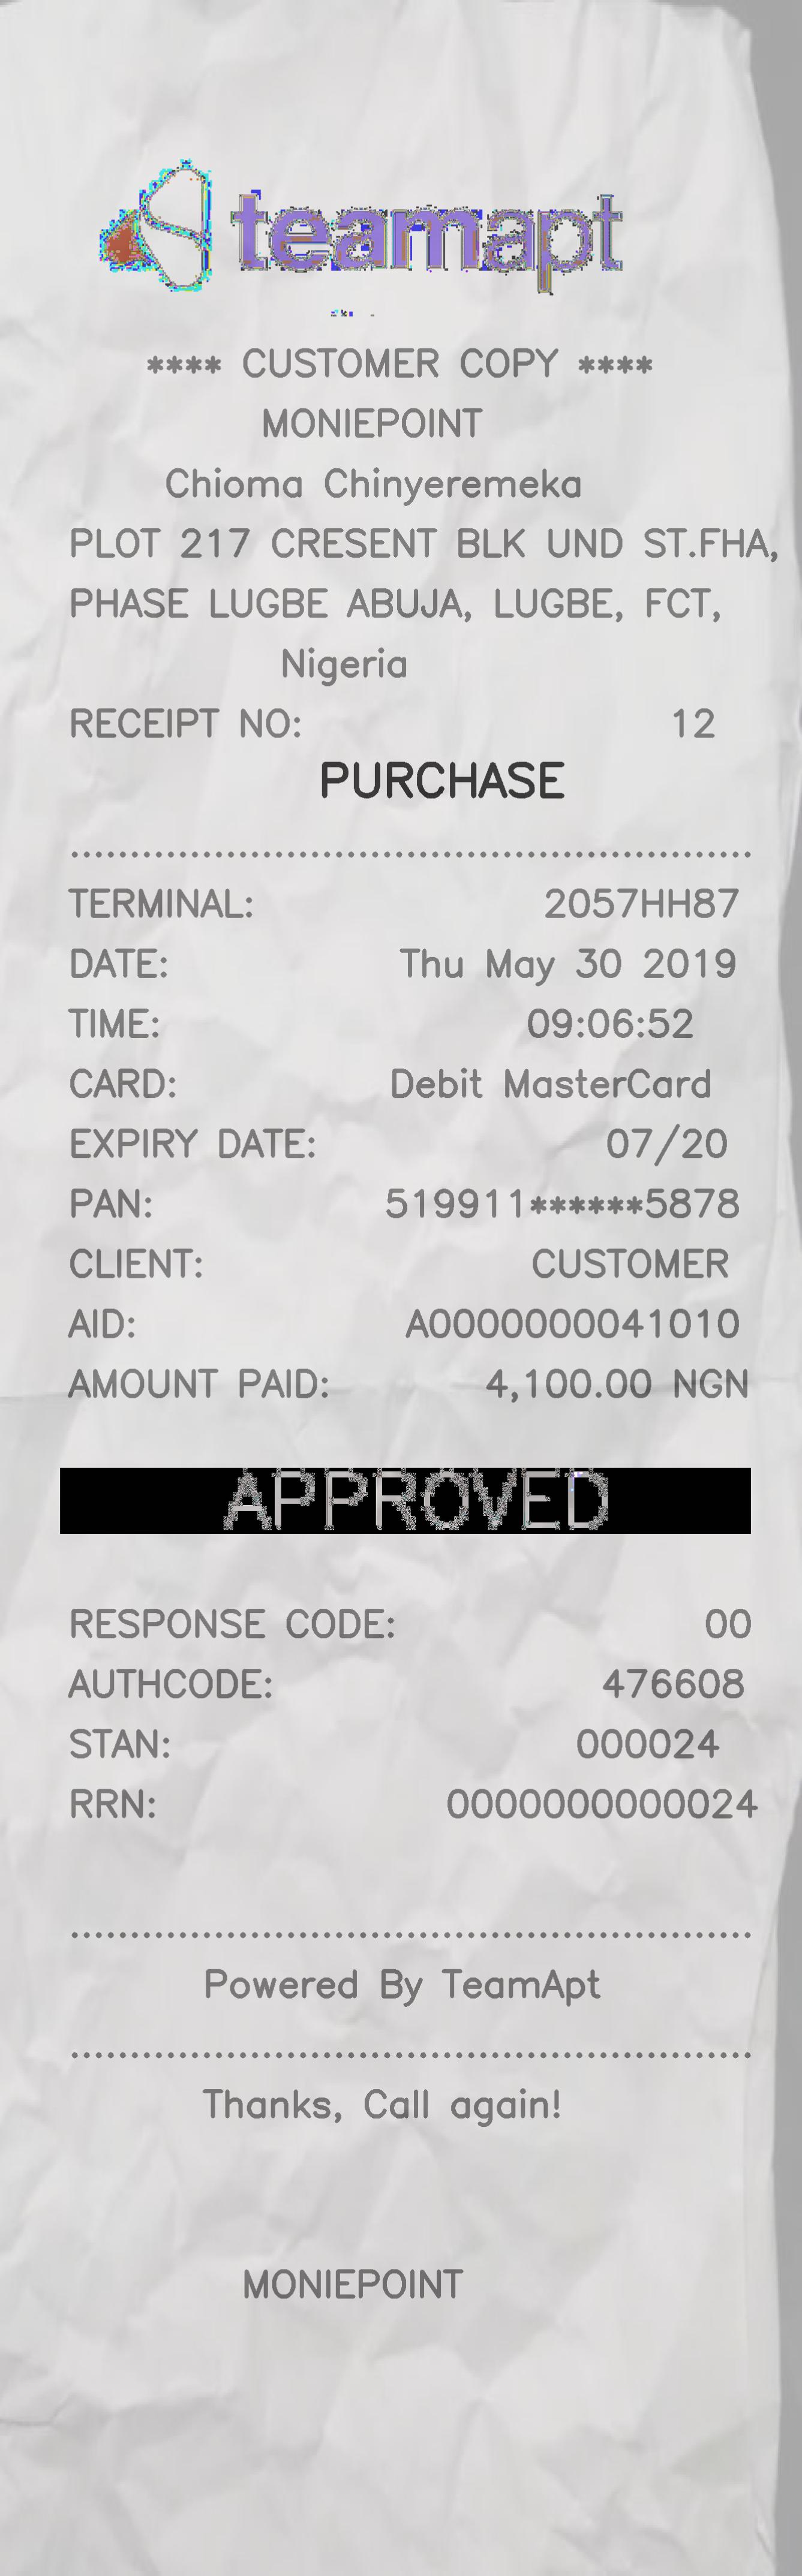 teamapt
**** CUSTOMER COPY ****
MONIEPOINT
Chioma Chinyeremeka
PLOT 217 CRESENT BLK UND ST.FHA,
PHASE LUGBE ABUJA, LUGBE, FCT,
Nigeria
RECEIPT NO: 12
PURCHASE
TERMINAL: 2057HH87
DATE: Thu May 30 2019
TIME: 09:06:52
CARD: Debit MasterCard
EXPIRY DATE: 07/20
PAN: 519911******5878
CLIENT: CUSTOMER
AID: A0000000041010
AMOUNT PAID: 4,100.00 NGN
APPROVED
RESPONSE CODE: 00
AUTHCODE: 476608
STAN: 000024
RRN: 0000000000024
Powered By TeamApt
Thanks, Call again!
MONIEPOINT